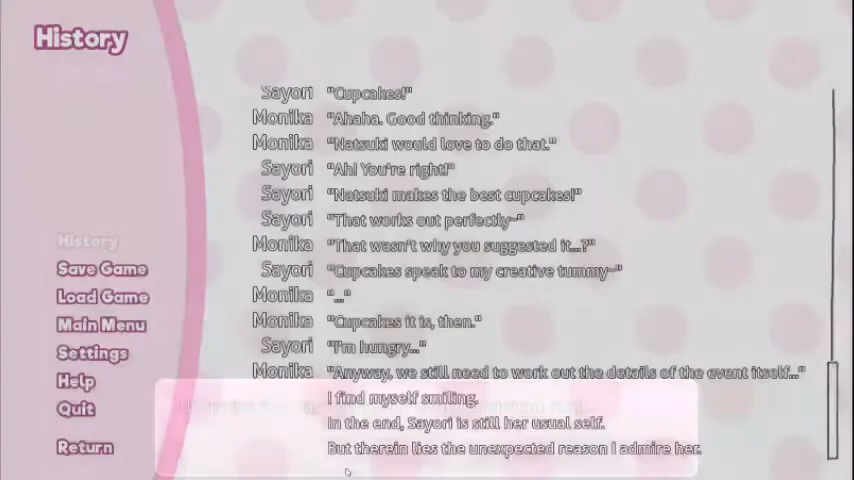 History
Sayori "Cupcakes!"
Monika "Ahaha. Good thinking."
Monika "Natsuki would love to do that."
Sayori "Ah! You're right!"
Sayori "Natsuki makes the best cupcakes!"
Sayori "That works out perfectly~"
Monika "That wasn't why you suggested it...?"
Sayori "Cupcakes speak to my creative tummy~"
Monika "..."
Monika "Cupcakes it is, then."
Sayori "I'm hungry..."
Monika "Anyway, we still need to work out the details of the event itself..."
I find myself smiling.
In the end, Sayori is still her usual self.
But therein lies the unexpected reason I admire her.
History
Save Game
Load Game
Main Menu
Settings
Help
Quit
Return